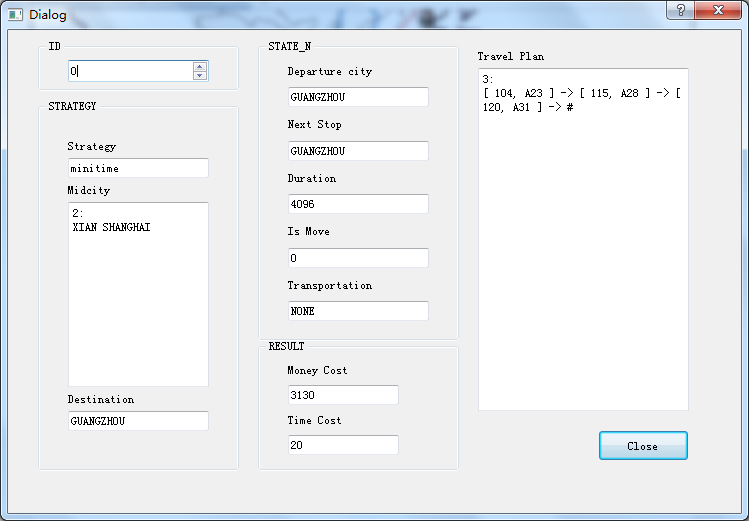 Dialog
ID
0
STRATEGY
Strategy
minitime
Midcity
2:
XIAN SHANGHAI
Destination
GUANGZHOU
STATE_N
Departure city
GUANGZHOU
Next Stop
GUANGZHOU
Duration
4096
Is Move
0
Transportation
NONE
RESULT
Money Cost
3130
Time Cost
20
Travel Plan
3:
[ 104, A23 ] -> [ 115, A28 ] -> [
120, A31 ] -> #
Close